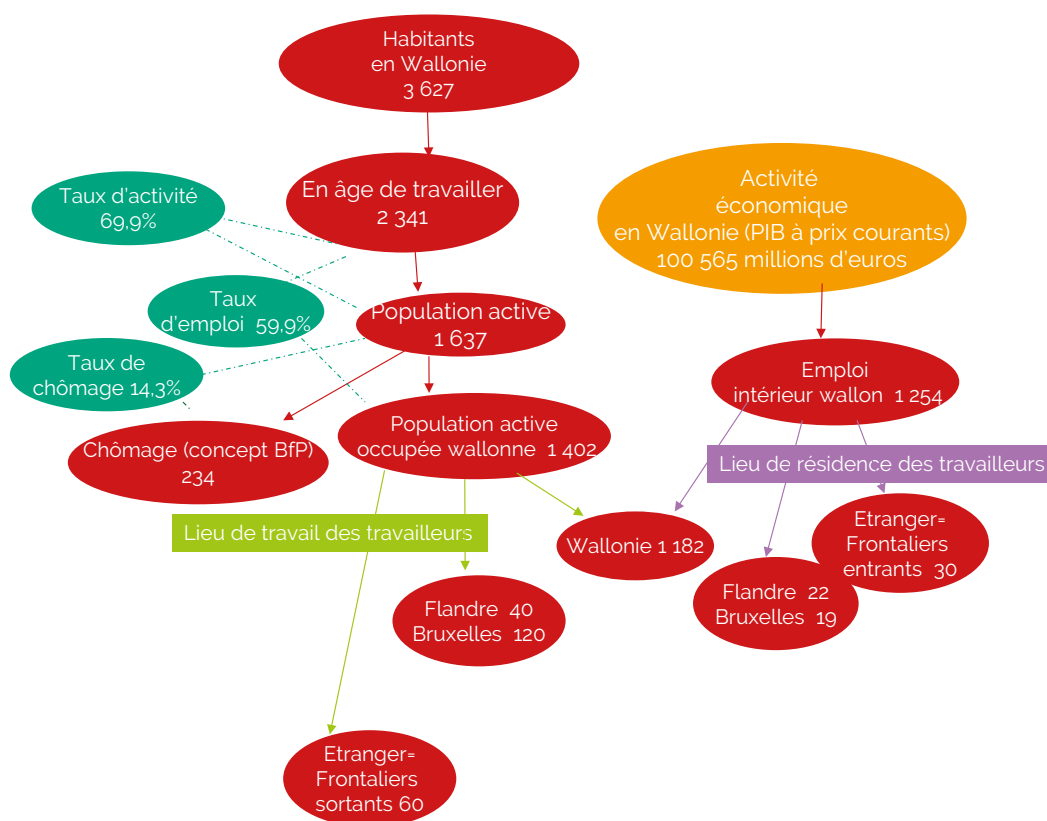 Habitants
en Wallonie
3 627
En âge de travailler
2 341
Taux d'activité
69,9%
Activité
économique
en Wallonie (PIB à prix courants)
100 565 millions d'euros
Taux
d'emploi 59,9%
Population active
1 637
Taux de
chômage 14,3%
Emploi
intérieur wallon 1 254
Chômage (concept BfP)
234
Population active
occupée wallonne 1 402
Lieu de résidence des travailleurs
Lieu de travail des travailleurs
Wallonie 1 182
Etranger=
Frontaliers
entrants 30
Flandre 40
Bruxelles 120
Flandre 22
Bruxelles 19
Etranger=
Frontaliers
sortants 60